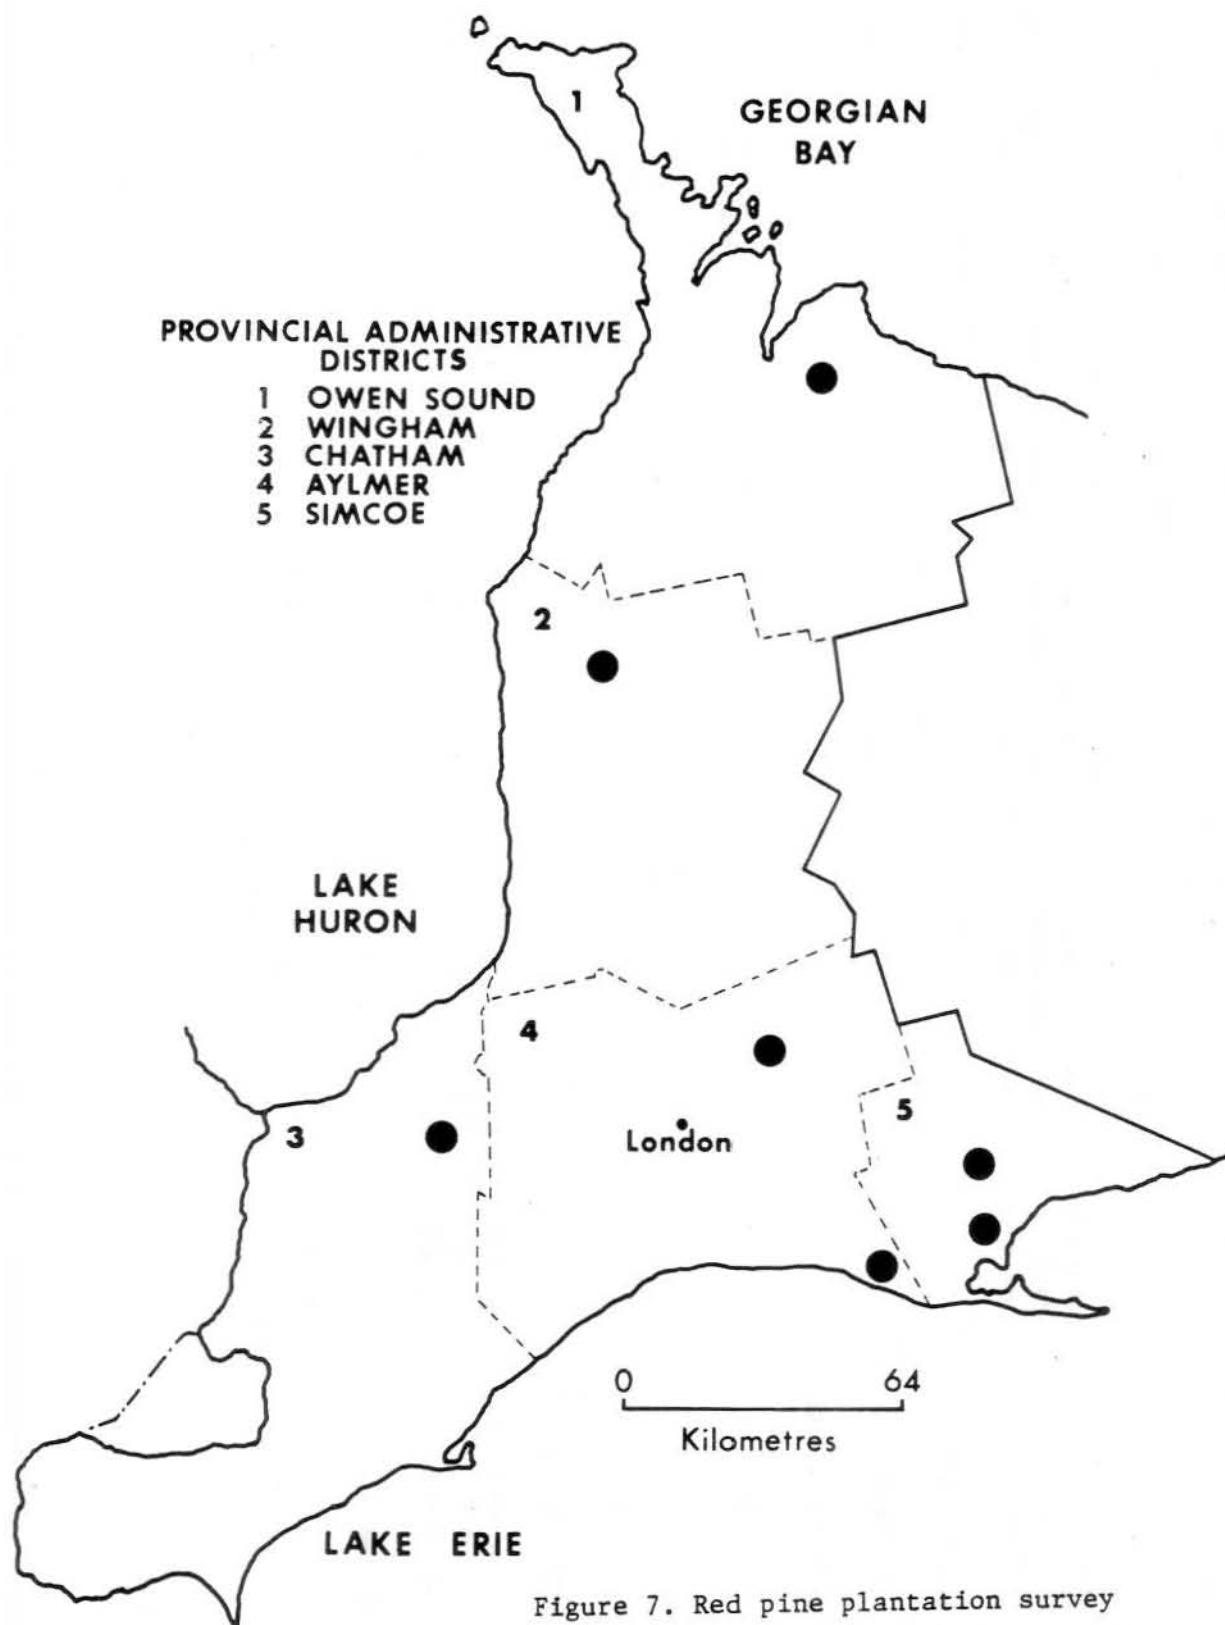 1
GEORGIAN
BAY
PROVINCIAL ADMINISTRATIVE
DISTRICTS
1 OWEN SOUND
2 WINGHAM
3 CHATHAM
4 AYLMER
5 SIMCOE
2
LAKE
HURON
4
5
3
London
0 64
Kilometres
LAKE ERIE
Figure 7. Red pine plantation survey